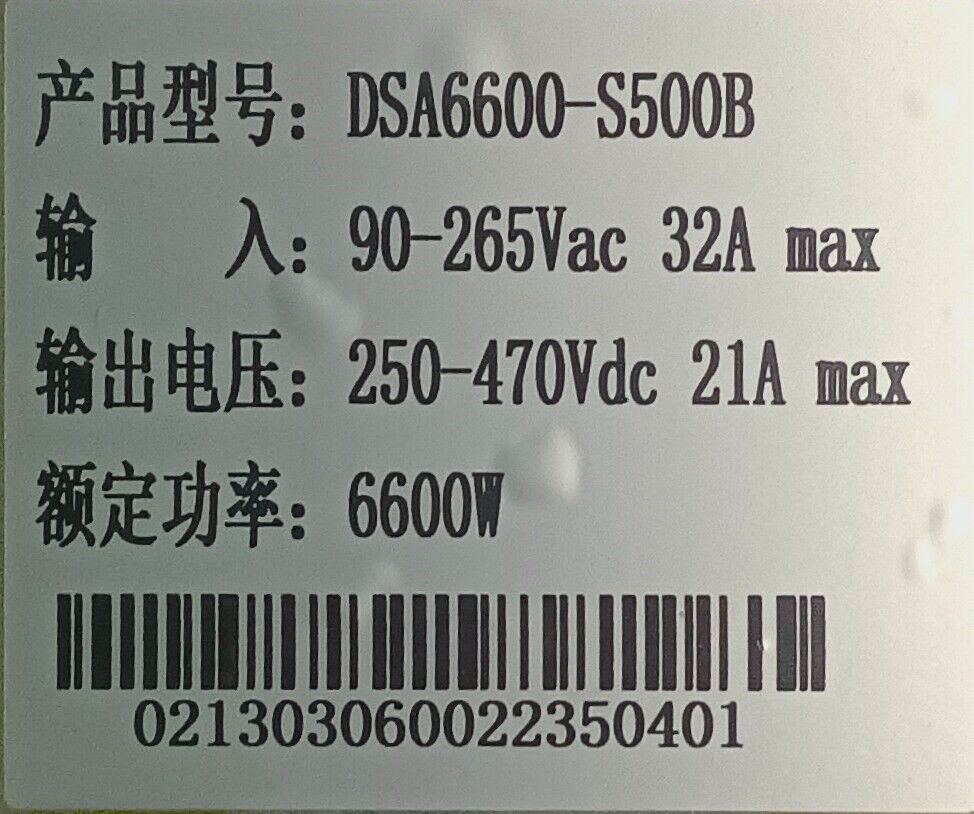 产品型号：DSA6600-S500B
输入：90-265Vac 32A max
输出电压：250-470Vdc 21A max
额定功率：6600W
021303060022350401